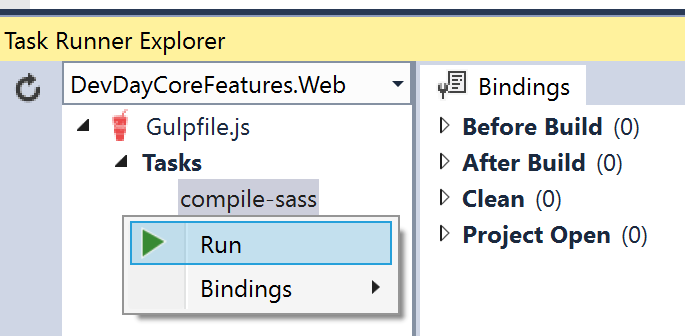 Task Runner Explorer
DevDayCoreFeatures.Web
Gulpfile.js
Tasks
compile-sass
Run
Bindings
Bindings
Before Build (0)
After Build (0)
Clean (0)
Project Open (0)